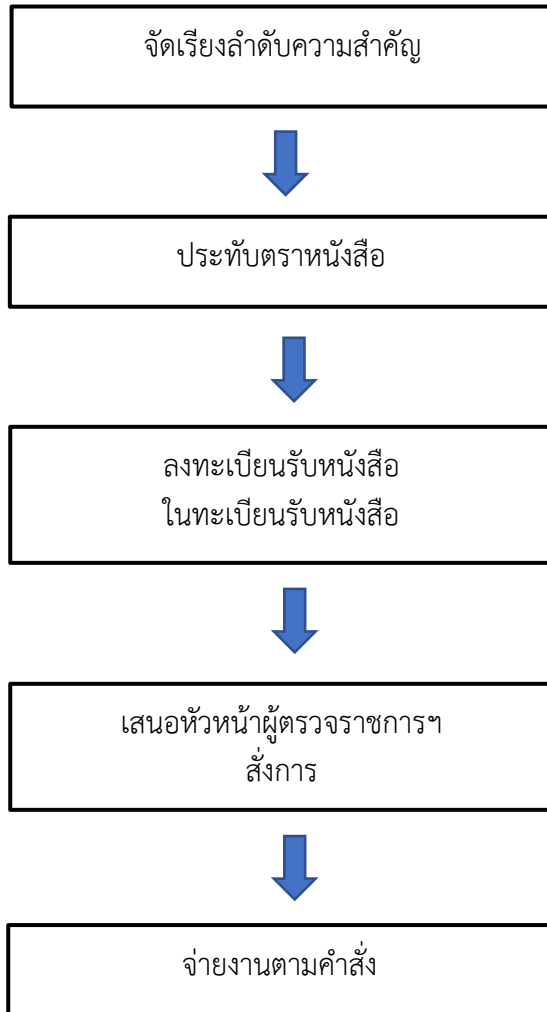 จัดเรียงลำดับความสำคัญ
ประทับตราหนังสือ
ลงทะเบียนรับหนังสือ
ในทะเบียนรับหนังสือ
เสนอหัวหน้าผู้ตรวจราชการฯ
สั่งการ
จ่ายงานตามคำสั่ง